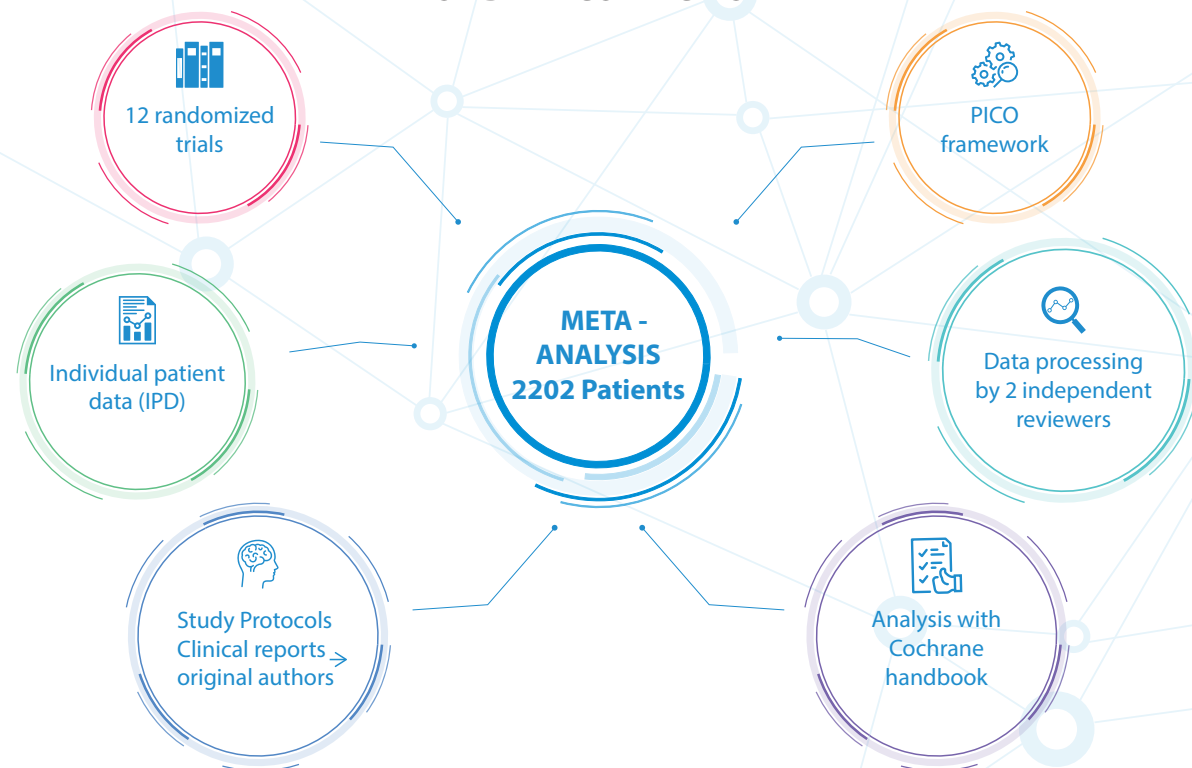 12 randomized
trials
PICO
framework
META -
ANALYSIS
2202 Patients
Individual patient
data (IPD)
Data processing
by 2 independent
reviewers
Study Protocols
Clinical reports →
original authors
Analysis with
Cochrane
handbook